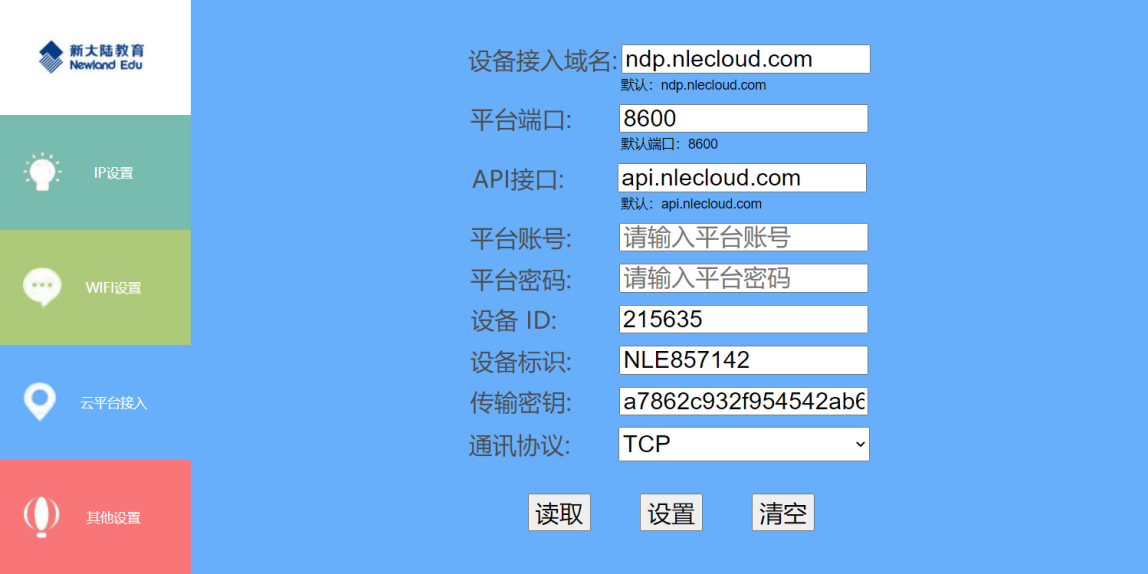 新大陆教育
Newland Edu
IP设置
WIFI设置
云平台接入
其他设置
设备接入域名: ndp.nlecloud.com
默认：ndp.nlecloud.com
平台端口: 8600
默认端口：8600
API接口: api.nlecloud.com
默认：api.nlecloud.com
平台账号: 请输入平台账号
平台密码: 请输入平台密码
设备 ID: 215635
设备标识: NLE857142
传输密钥: a7862c932f954542ab6
通讯协议: TCP
读取 设置 清空